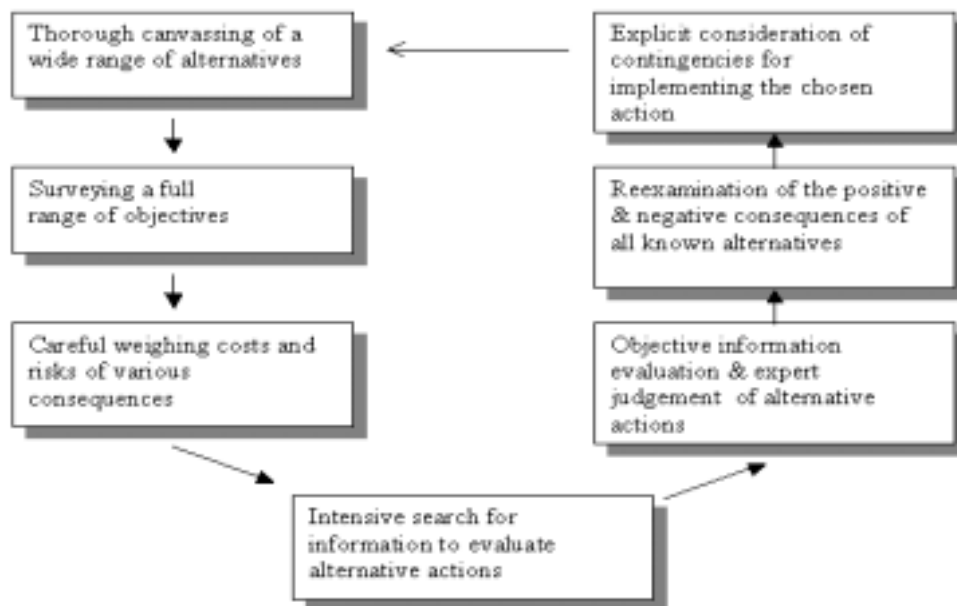 Thorough canvassing of a
wide range of alternatives
Surveying a full
range of objectives
Careful weighing costs and
risks of various
consequences
Intensive search for
information to evaluate
alternative actions
Objective information
evaluation & expert
judgement of alternative
actions
Reexamination of the positive
& negative consequences of
all known alternatives
Explicit consideration of
contingencies for
implementing the chosen
action